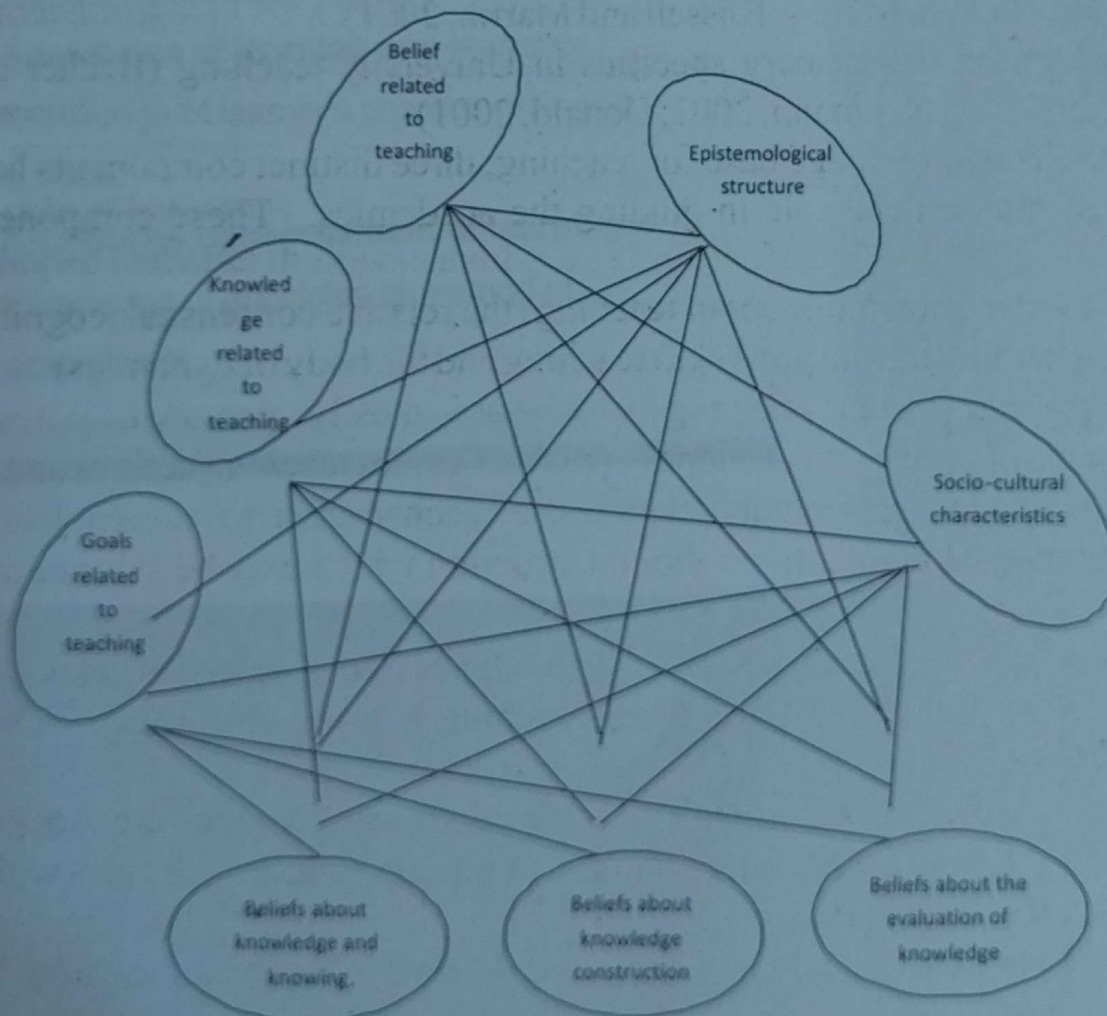 Belief
related
to
teaching
Epistemological
structure
Knowled
ge
related
to
teaching
Socio-cultural
characteristics
Goals
related
to
teaching
Beliefs about
knowledge and
knowing.
Beliefs about
knowledge
construction
Beliefs about the
evaluation of
knowledge